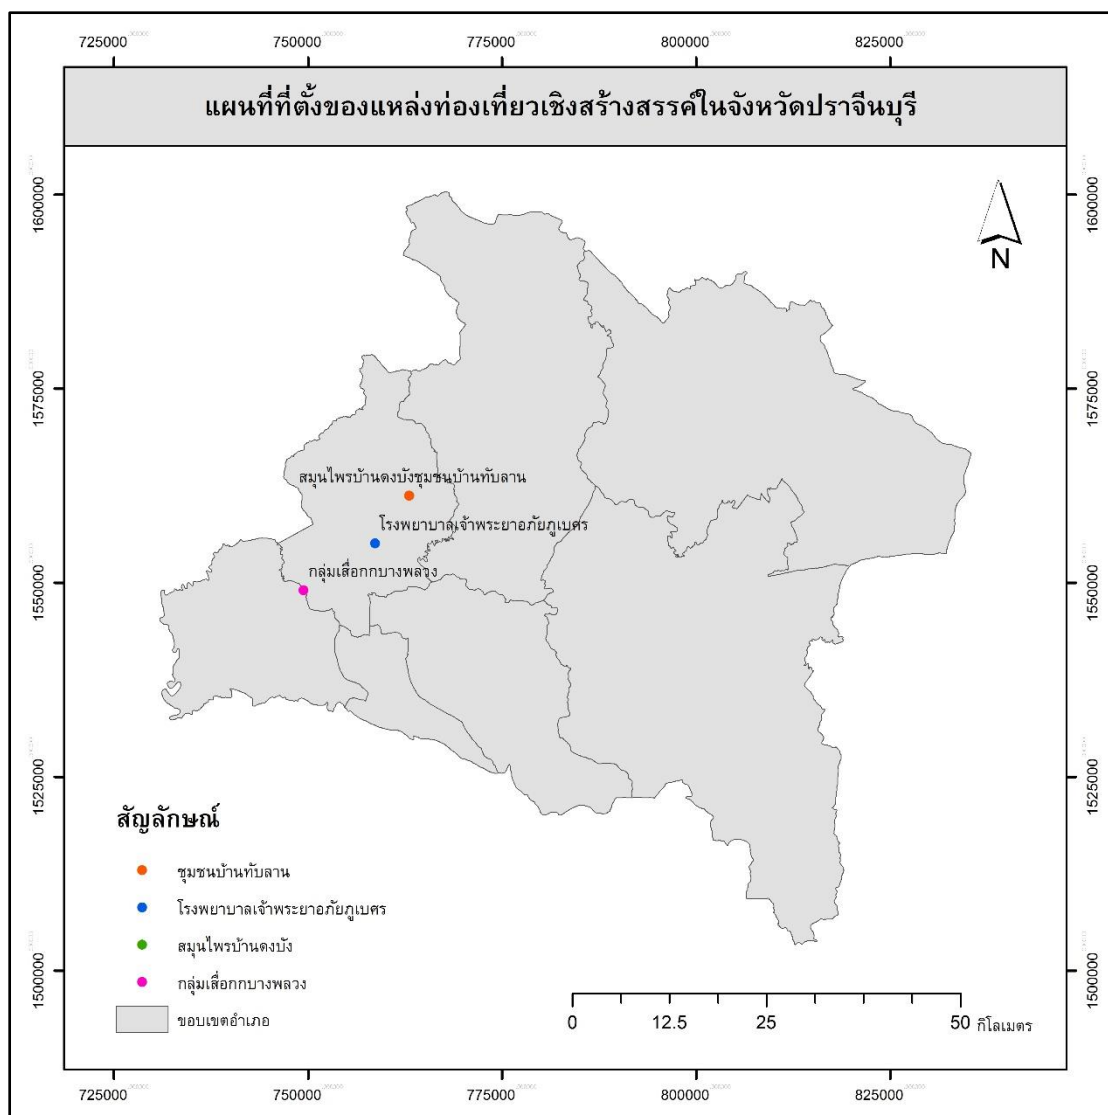 725000 750000 775000 800000 825000
แผนที่ที่ตั้งของแหล่งท่องเที่ยวเชิงสร้างสรรค์ในจังหวัดปราจีนบุรี
1600000 1600000
N
1575000 1575000
สมุนไพรบ้านดงบังชุมชนบ้านทับลาน
โรงพยาบาลเจ้าพระยาอภัยภูเบศร
กลุ่มเสื่อกกบางพลวง
1550000 1550000
1525000 1525000
สัญลักษณ์
ชุมชนบ้านทับลาน
โรงพยาบาลเจ้าพระยาอภัยภูเบศร
สมุนไพรบ้านดงบัง
กลุ่มเสื่อกกบางพลวง
1500000 1500000
ขอบเขตอำเภอ
0 12.5 25 50 กิโลเมตร
725000 750000 775000 800000 825000